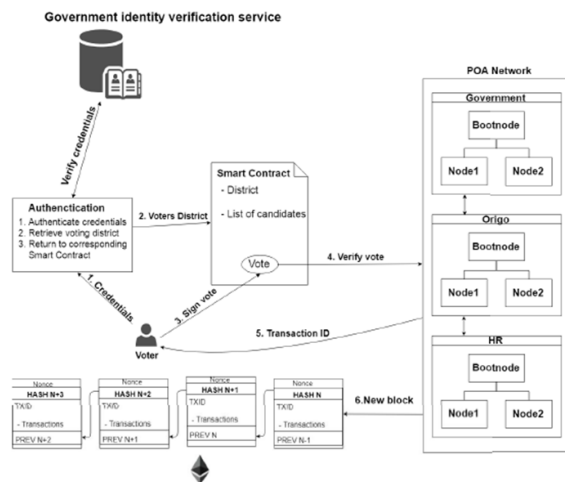 Government identity verification service
Verify credentials
Authenctication
1. Authenticate credentials
2. Retrieve voting district
3. Return to corresponding
Smart Contract
2. Voters District
Smart Contract
- District
- List of candidates
Vote
4. Verify vote
1. Credentials
3. Sign vote
Voter
5. Transaction ID
POA Network
Government
Bootnode
Node1
Node2
Origo
Bootnode
Node1
Node2
HR
Bootnode
Node1
Node2
6.New block
Nonce
HASH N+3
TXID
- Transactions
PREV N+2
Nonce
HASH N+2
TXID
- Transactions
PREV N+1
Nonce
HASH N+1
TXID
- Transactions
PREV N
Nonce
HASH N
TXID
- Transactions
PREV N-1